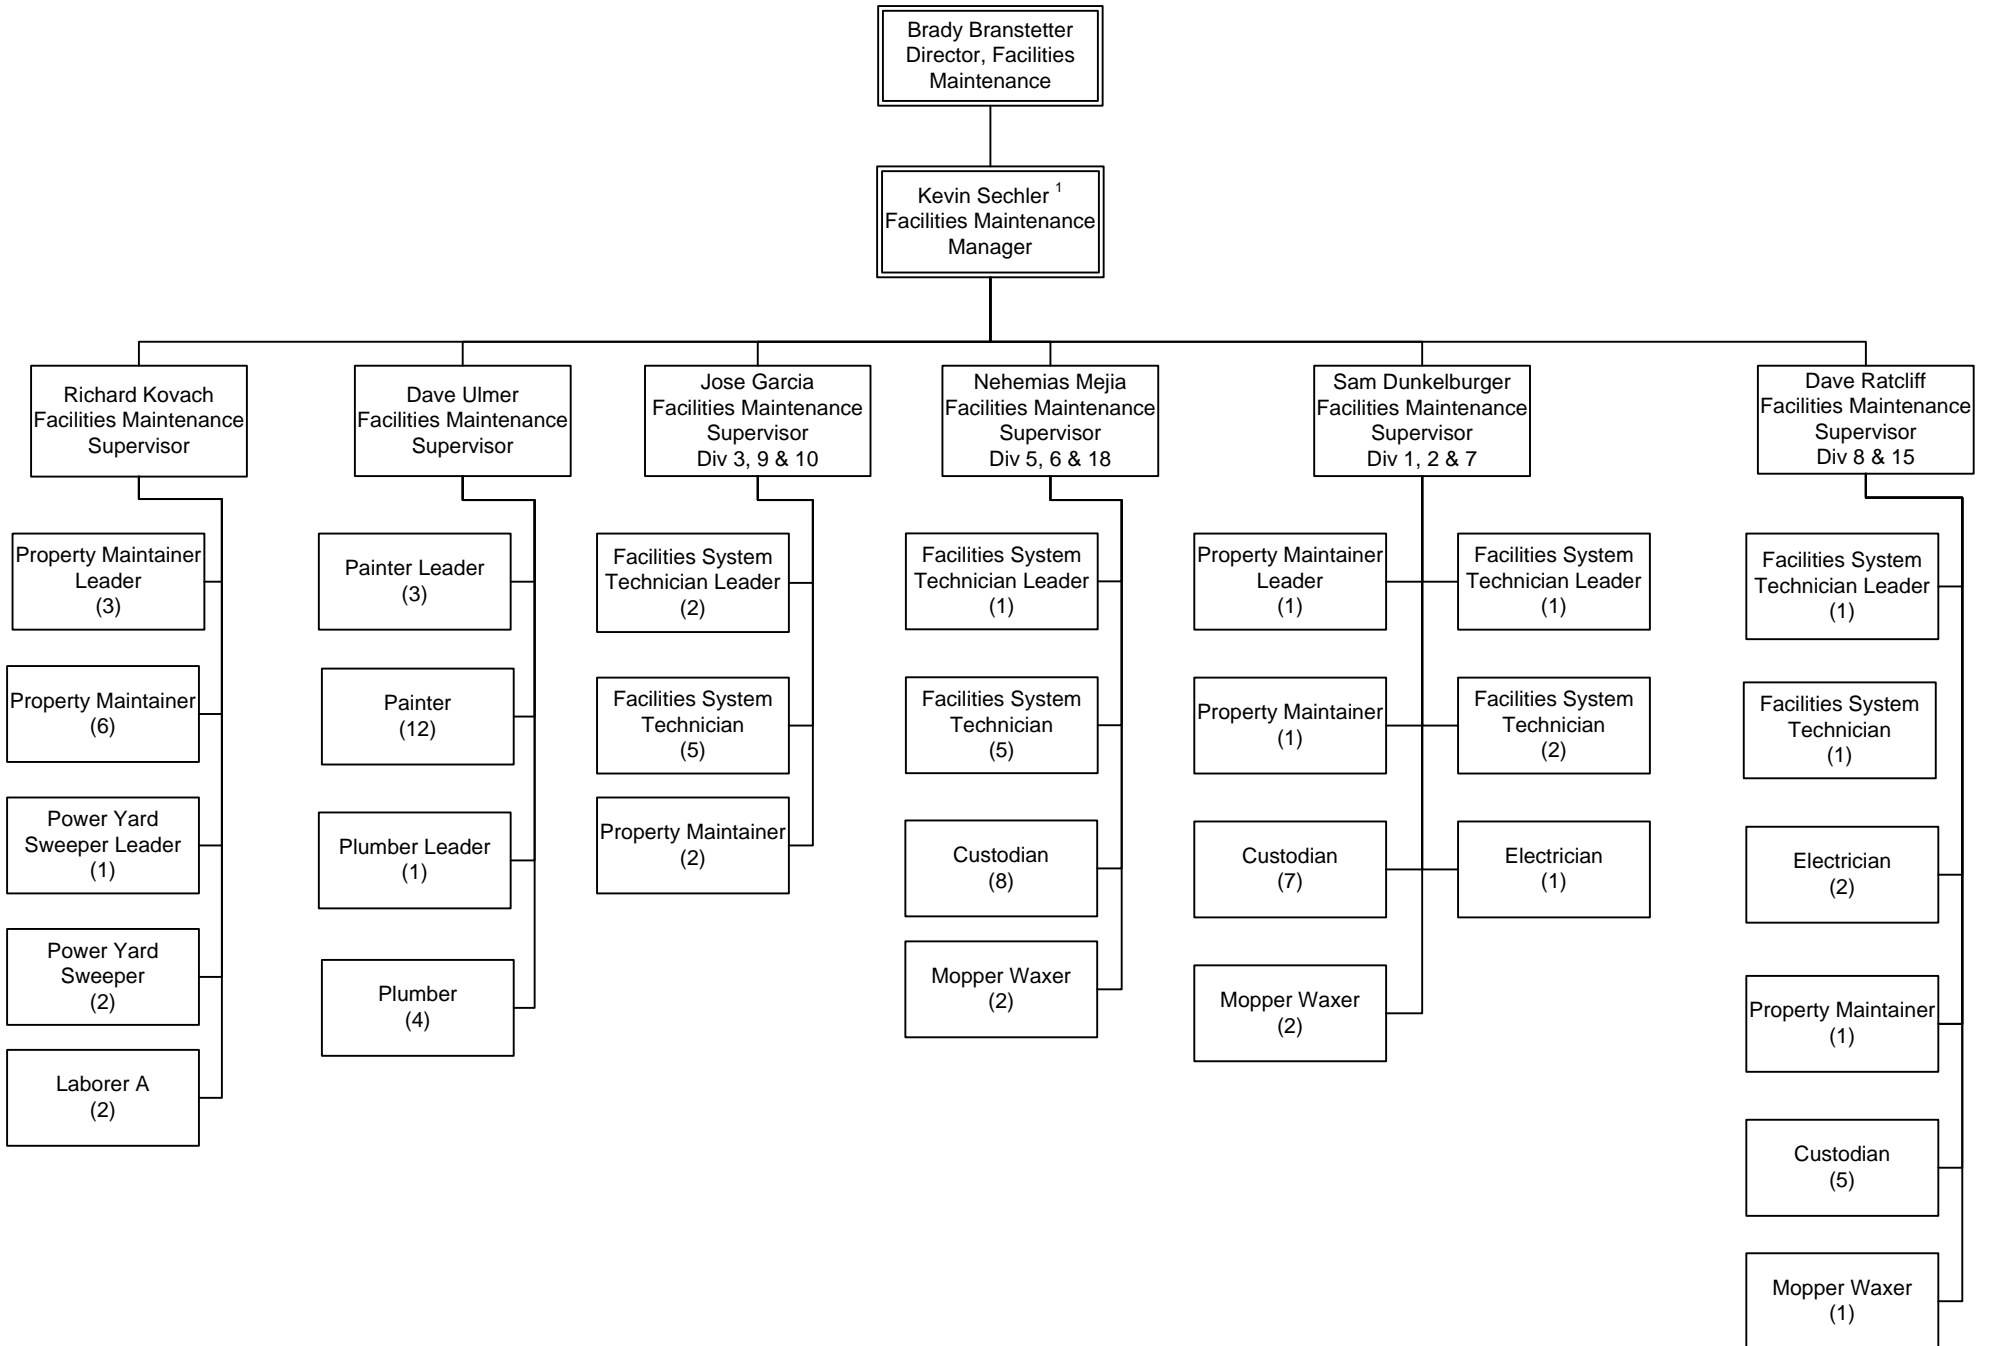 Brady Branstetter
Director, Facilities
Maintenance
Kevin Sechler 1
Facilities Maintenance
Manager
Richard Kovach
Facilities Maintenance
Supervisor
Property Maintainer
Leader
(3)
Property Maintainer
(6)
Power Yard
Sweeper Leader
(1)
Power Yard
Sweeper
(2)
Laborer A
(2)
Dave Ulmer
Facilities Maintenance
Supervisor
Painter Leader
(3)
Painter
(12)
Plumber Leader
(1)
Plumber
(4)
Jose Garcia
Facilities Maintenance
Supervisor
Div 3, 9 & 10
Facilities System
Technician Leader
(2)
Facilities System
Technician
(5)
Property Maintainer
(2)
Nehemias Mejia
Facilities Maintenance
Supervisor
Div 5, 6 & 18
Facilities System
Technician Leader
(1)
Facilities System
Technician
(5)
Custodian
(8)
Mopper Waxer
(2)
Sam Dunkelburger
Facilities Maintenance
Supervisor
Div 1, 2 & 7
Property Maintainer
Leader
(1)
Property Maintainer
(1)
Custodian
(7)
Mopper Waxer
(2)
Facilities System
Technician Leader
(1)
Facilities System
Technician
(2)
Electrician
(1)
Dave Ratcliff
Facilities Maintenance
Supervisor
Div 8 & 15
Facilities System
Technician Leader
(1)
Facilities System
Technician
(1)
Electrician
(2)
Property Maintainer
(1)
Custodian
(5)
Mopper Waxer
(1)